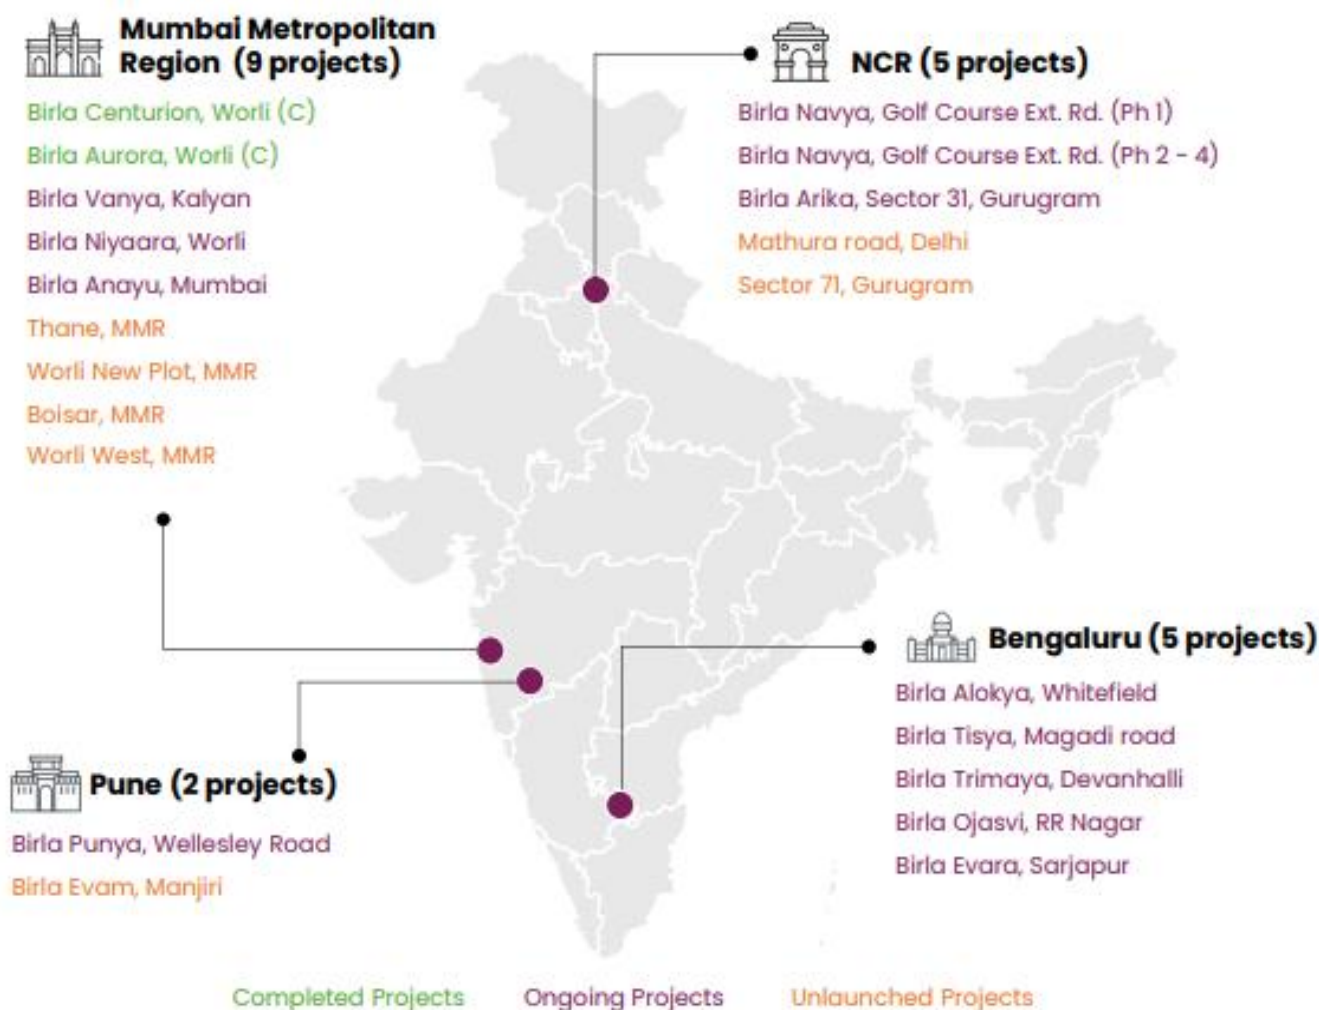 Mumbai Metropolitan
Region (9 projects)
Birla Centurion, Worli (C)
Birla Aurora, Worli (C)
Birla Vanya, Kalyan
Birla Niyaara, Worli
Birla Anayu, Mumbai
Thane, MMR
Worli New Plot, MMR
Boisar, MMR
Worli West, MMR
NCR (5 projects)
Birla Navya, Golf Course Ext. Rd. (Ph 1)
Birla Navya, Golf Course Ext. Rd. (Ph 2 - 4)
Birla Arika, Sector 31, Gurugram
Mathura road, Delhi
Sector 71, Gurugram
Pune (2 projects)
Birla Punya, Wellesley Road
Birla Evam, Manjiri
Bengaluru (5 projects)
Birla Alokya, Whitefield
Birla Tisya, Magadi road
Birla Trimaya, Devanhalli
Birla Ojasvi, RR Nagar
Birla Evara, Sarjapur
Completed Projects
Ongoing Projects
Unlaunched Projects